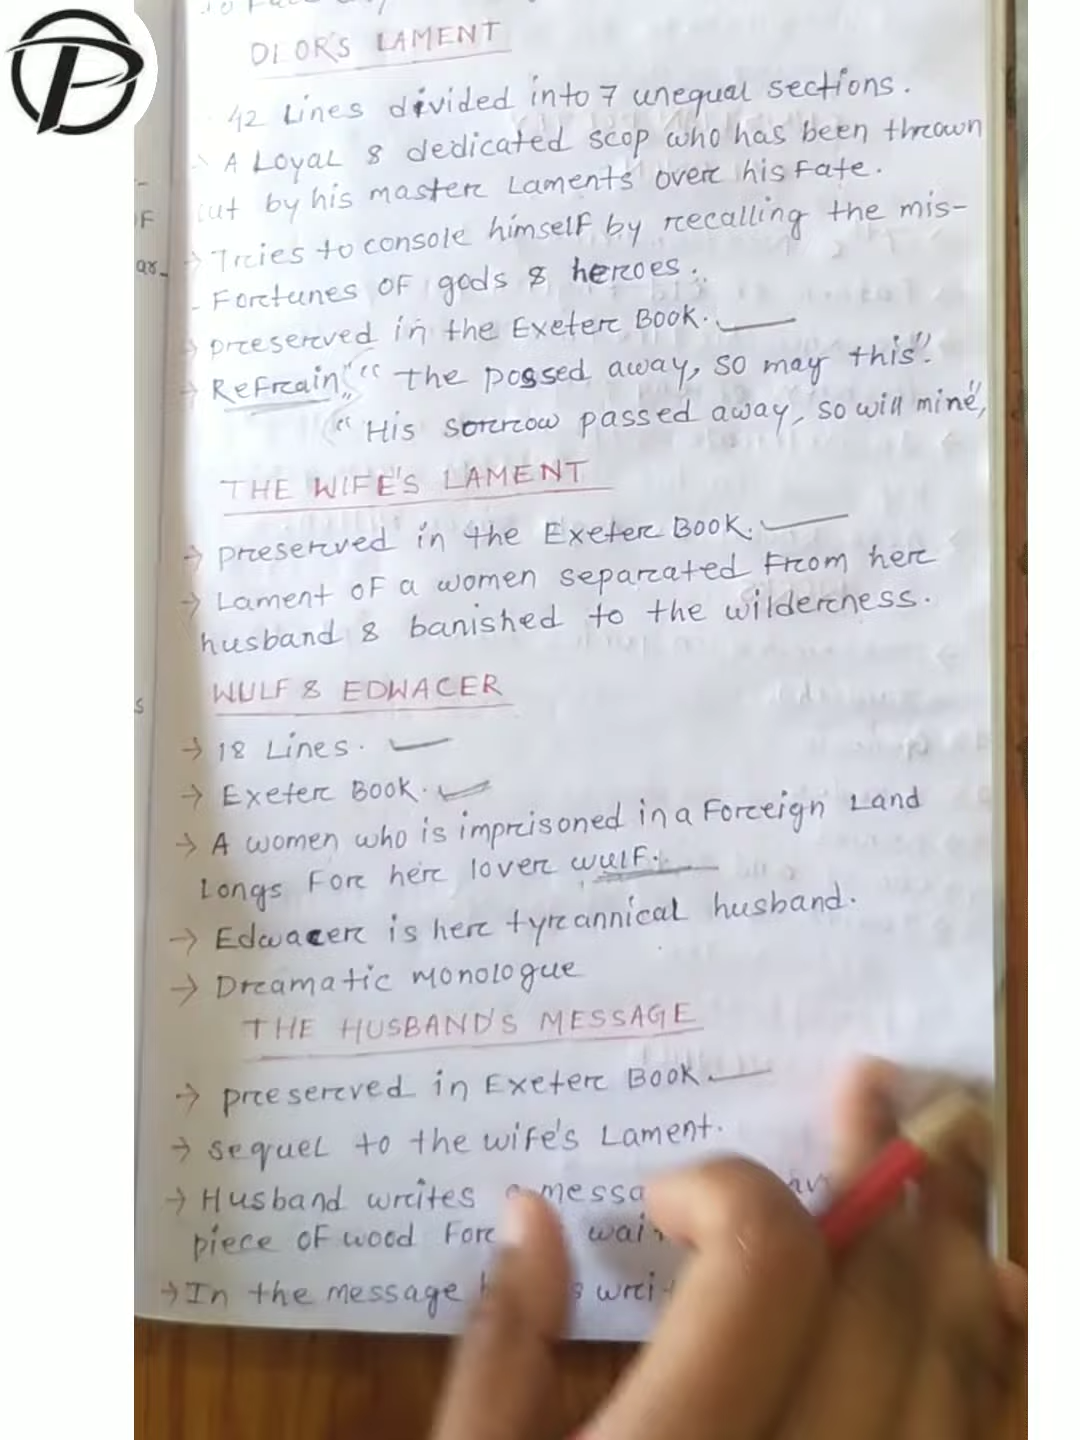 DEOR'S LAMENT
42 Lines divided into 7 unequal sections.
→ A Loyal & dedicated scop who has been thrown
out by his master Laments over his Fate.
→ Tries to console himself by recalling the mis-
- Fortunes OF gods & heroes.
→ preserved in the Exeter Book.
→ Refrain "“ the passed away, so may this".
“His sorrow passed away, so will mine"
THE WIFE'S LAMENT
→ preserved in the Exeter Book.
→ Lament OF a women separated From her
husband & banished to the wilderness.
WULF & EDWACER
→ 18 Lines.
→ Exeter Book.
→ A women who is imprisoned in a Foreign Land
Longs For her lover wulF.
→ Edwacer is her tyrannical husband.
→ Dramatic monologue
THE HUSBAND'S MESSAGE
→ preserved in Exeter Book
→ sequel to the wife's Lament.
→ Husband writes
piece of wood For
→ In the message
OF
ar-
s